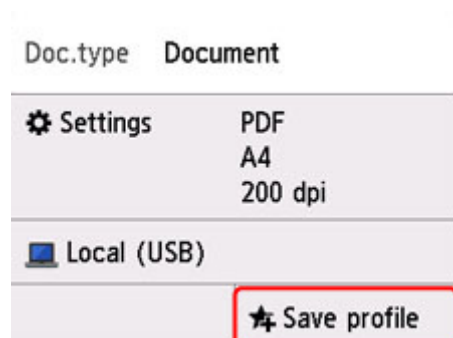 Doc.type Document
Settings PDF
A4
200 dpi
Local (USB)
Save profile